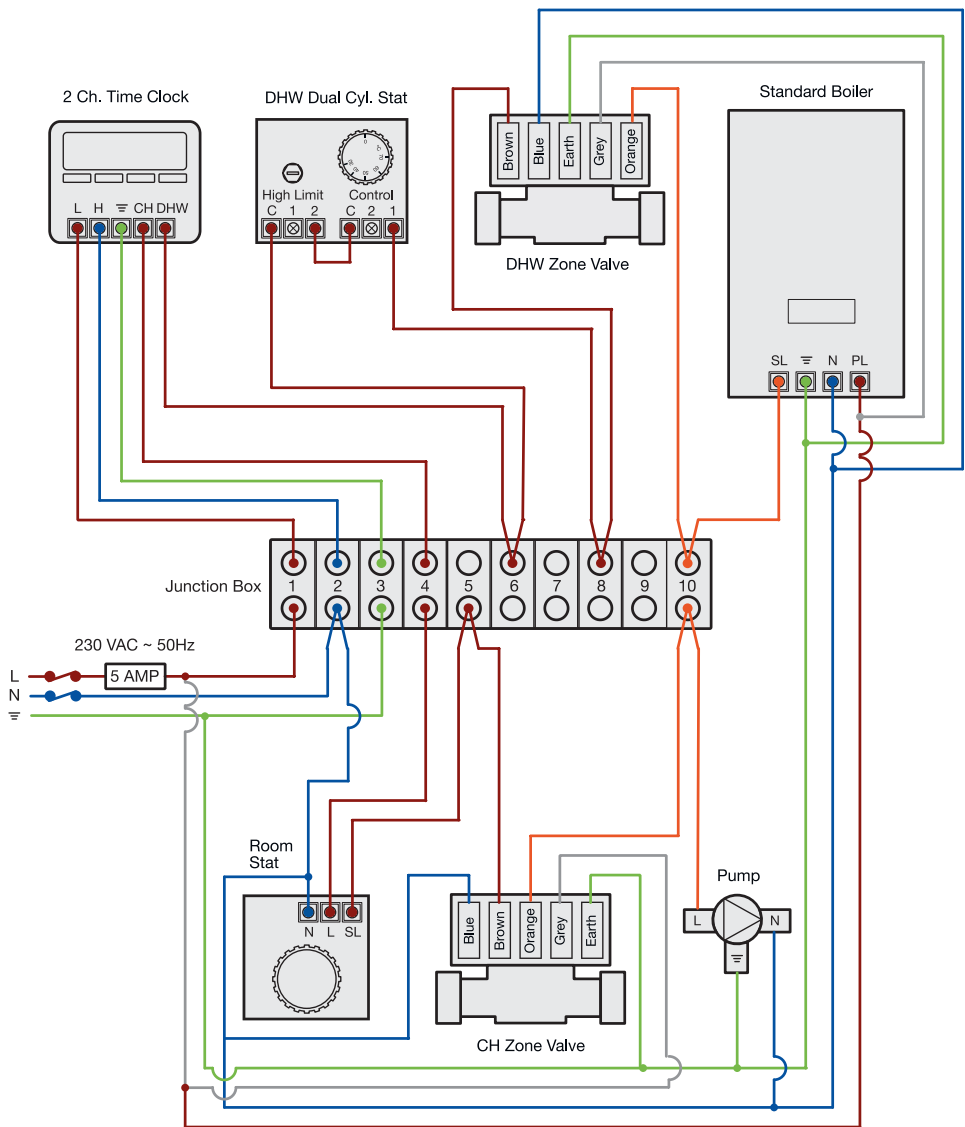 2 Ch. Time Clock
DHW Dual Cyl. Stat
Standard Boiler
Brown Blue Earth Grey Orange
L H CH DHW
High Limit Control
C 1 2 C 2 1
DHW Zone Valve
SL N PL
Junction Box
1 2 3 4 5 6 7 8 9 10
230 VAC ~ 50Hz
L 5 AMP
N
Room
Stat
N L SL
Blue Brown Orange Grey Earth
CH Zone Valve
Pump
L N